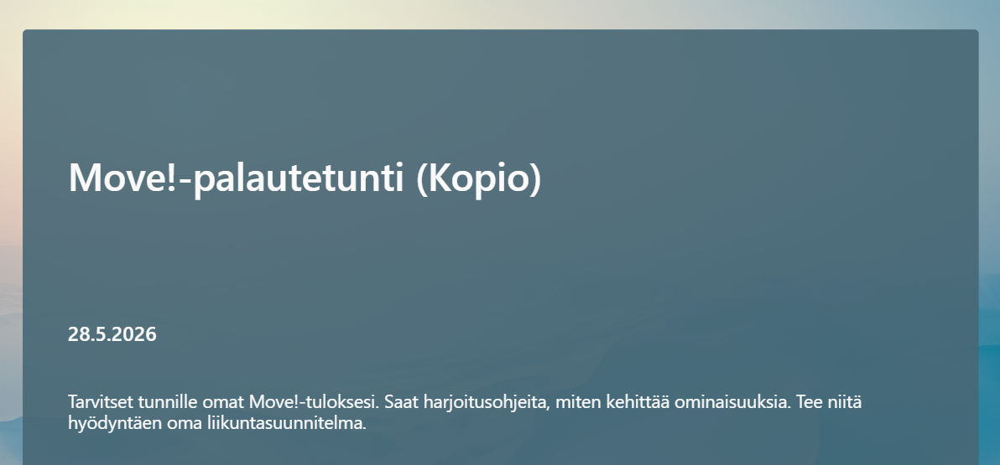 Move!-palautetunti (Kopio)
28.5.2026
Tarvitset tunnille omat Move!-tuloksesi. Saat harjoitusohjeita, miten kehittää ominaisuuksia. Tee niitä
hyödyntäen oma liikuntasuunnitelma.